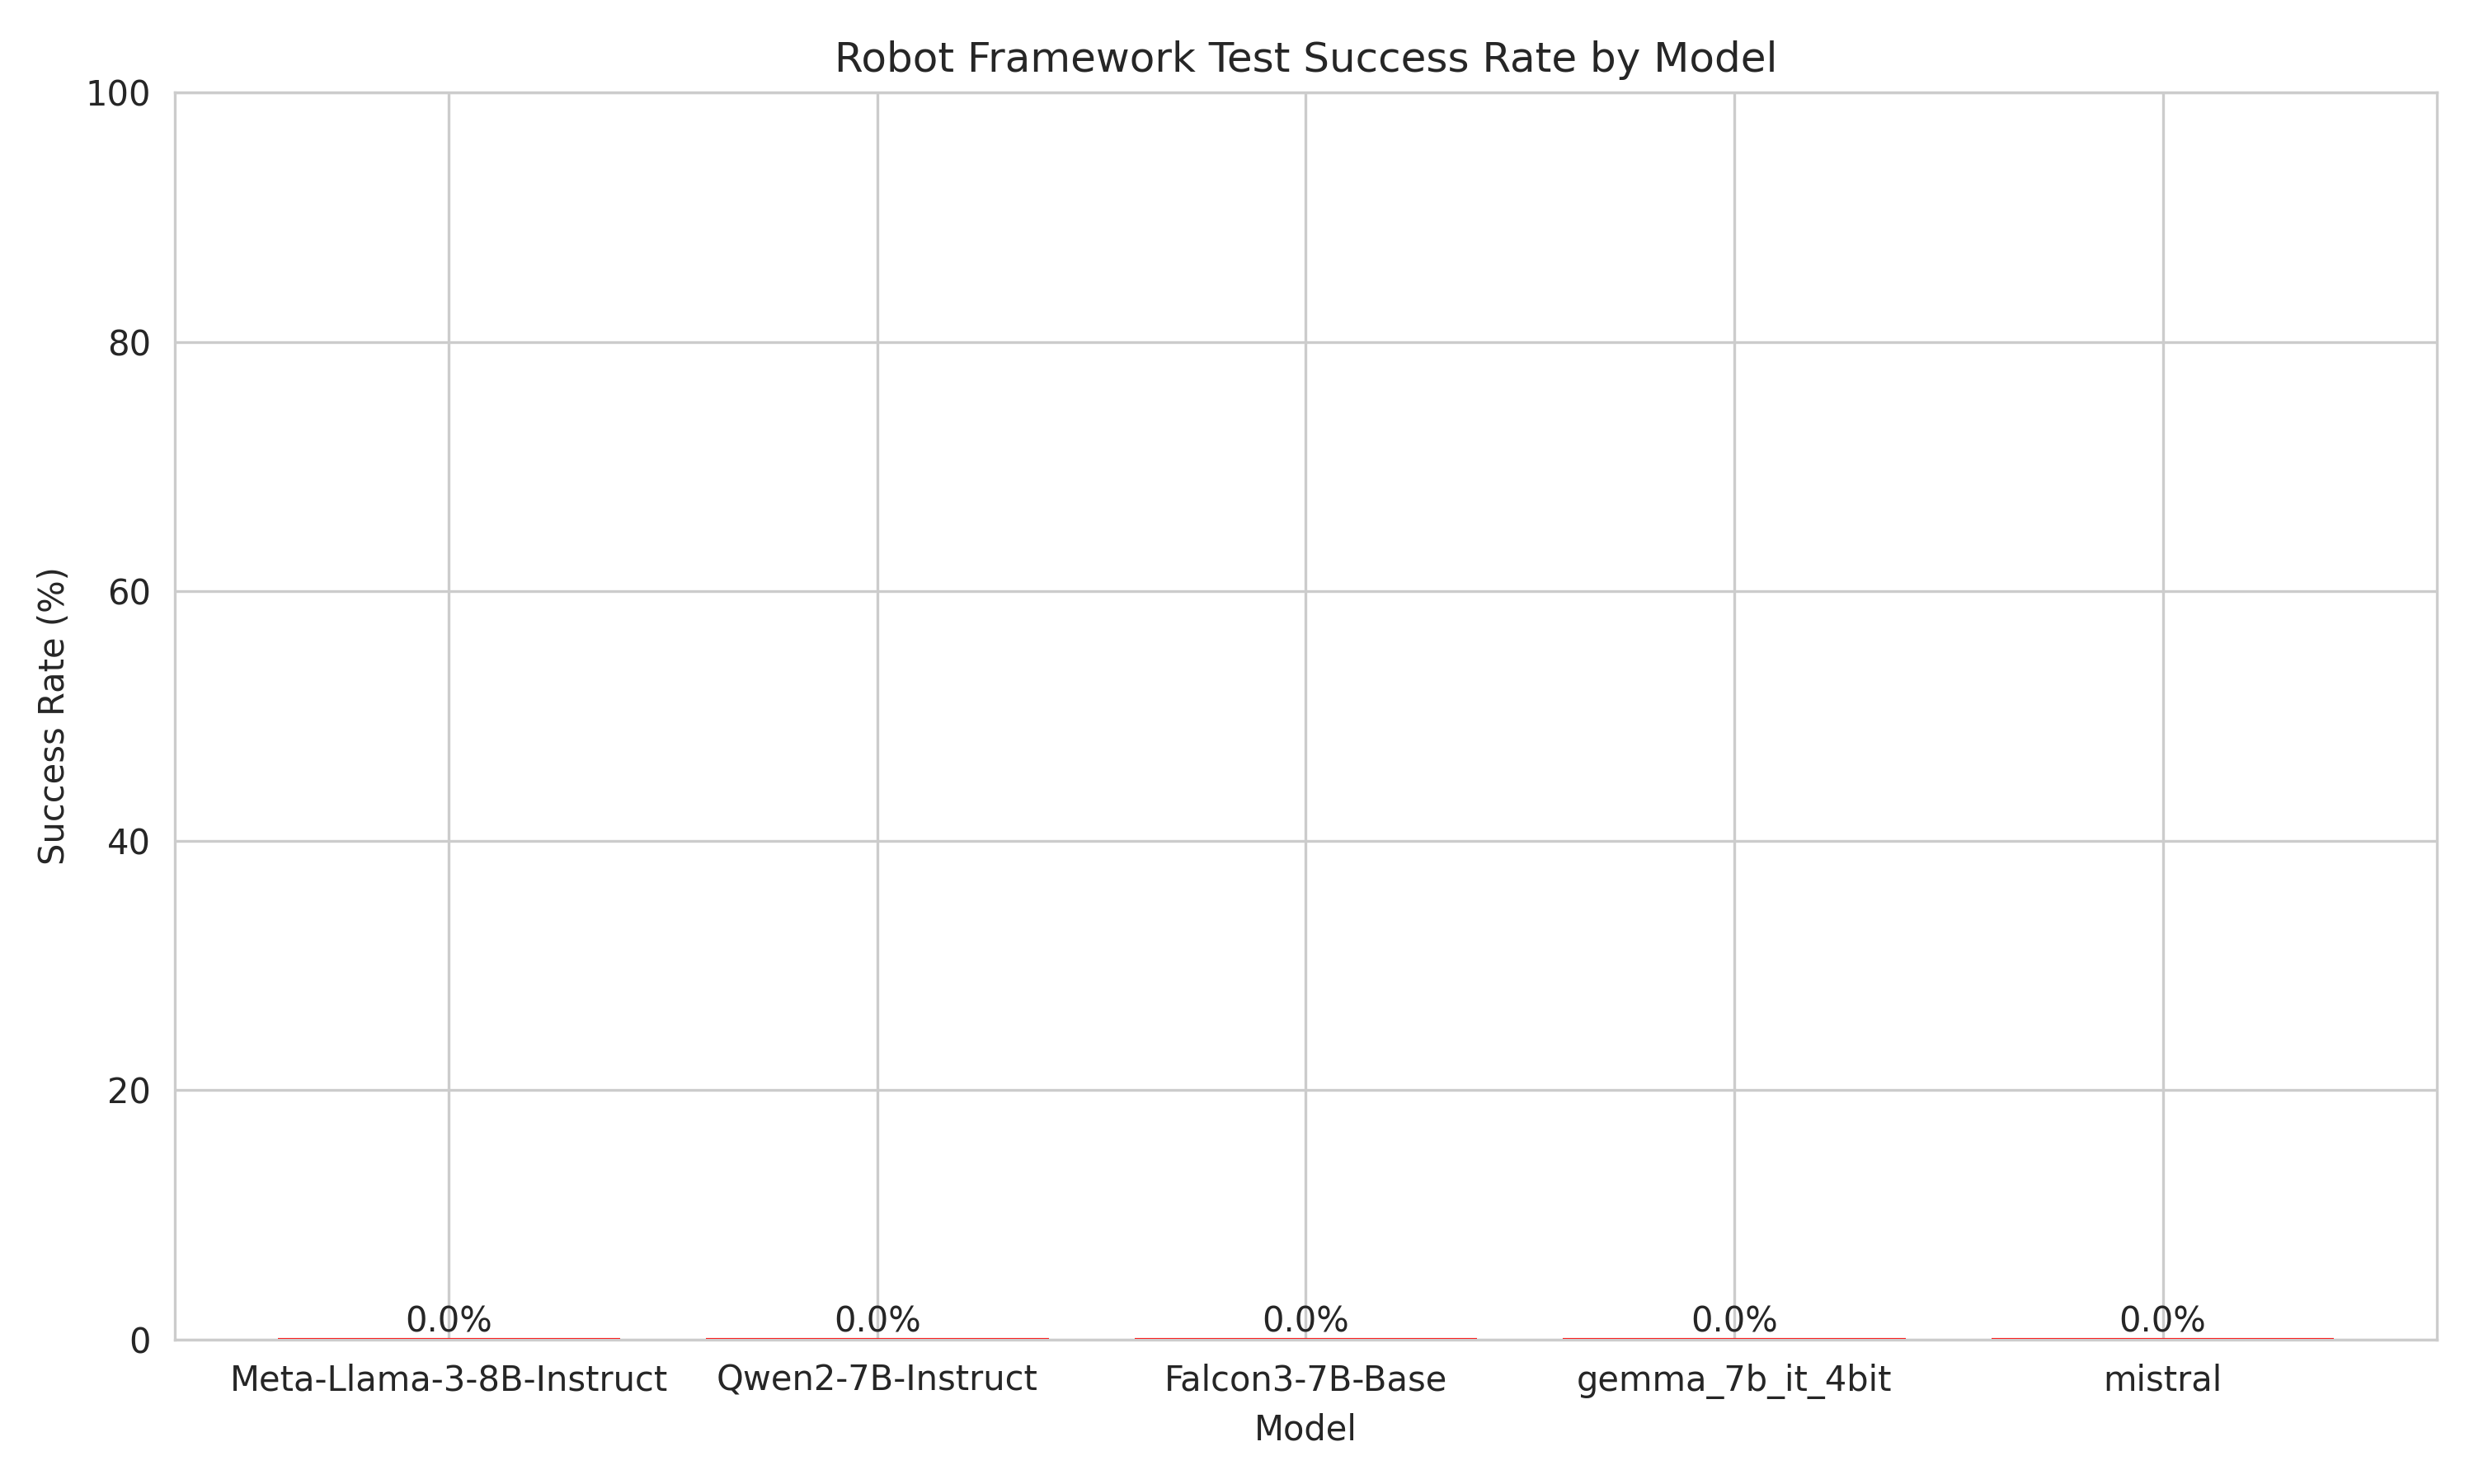 Robot Framework Test Success Rate by Model
100
80
60
40
20
0
Success Rate (%)
0.0% 0.0% 0.0% 0.0% 0.0%
Meta-Llama-3-8B-Instruct Qwen2-7B-Instruct Falcon3-7B-Base gemma_7b_it_4bit mistral
Model